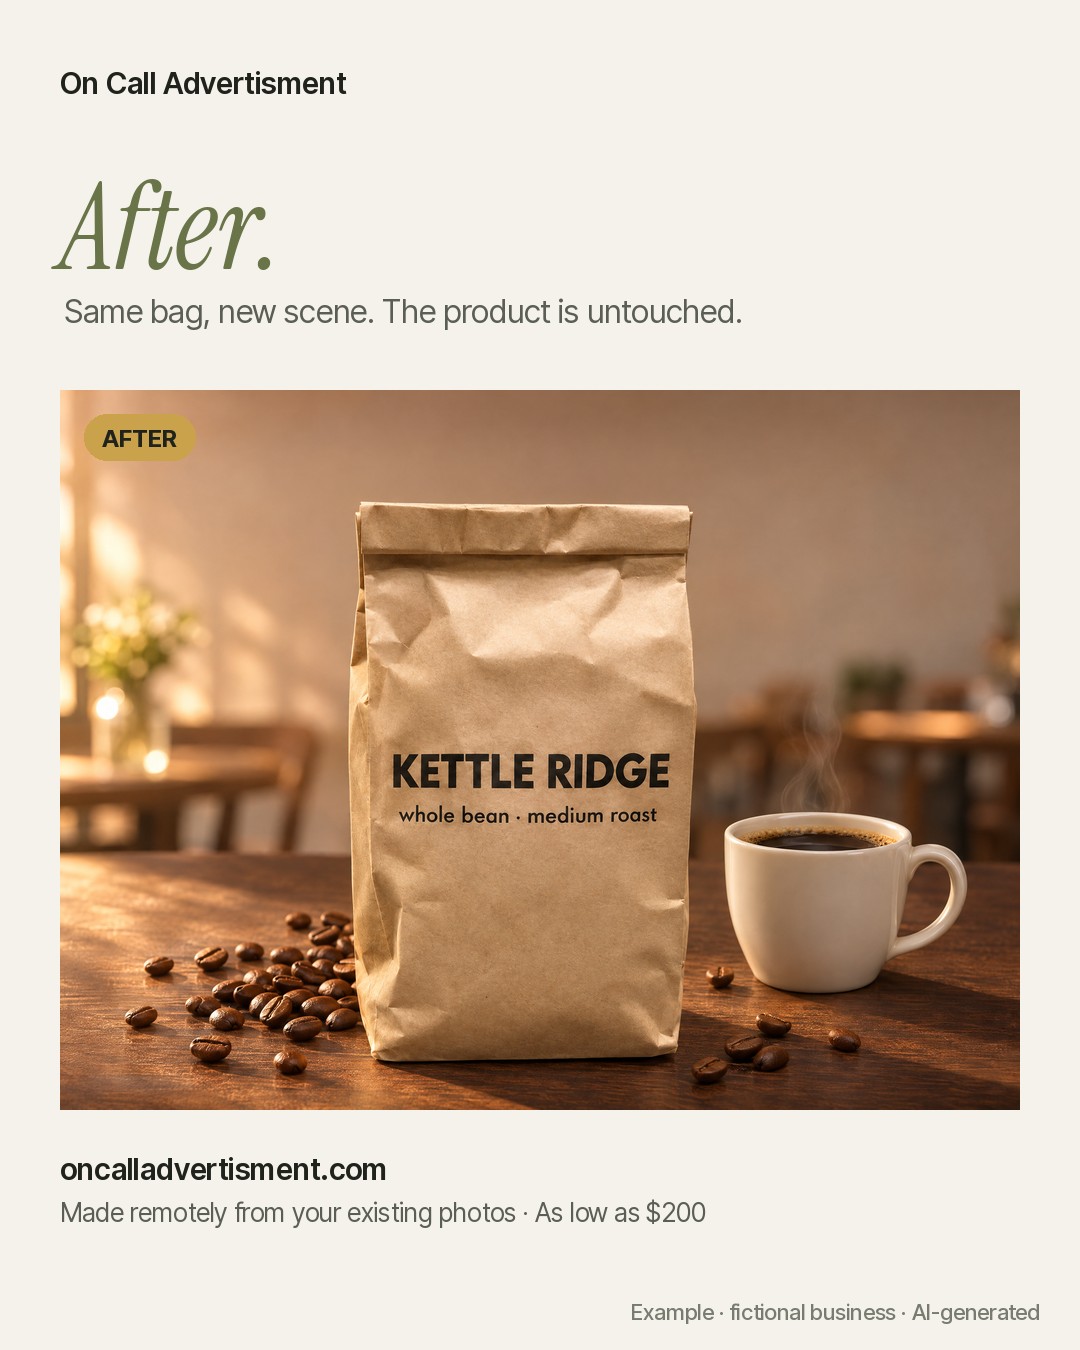 On Call Advertisment
After.
Same bag, new scene. The product is untouched.
AFTER
KETTLE RIDGE
whole bean · medium roast
oncalladvertisment.com
Made remotely from your existing photos · As low as $200
Example · fictional business · AI-generated